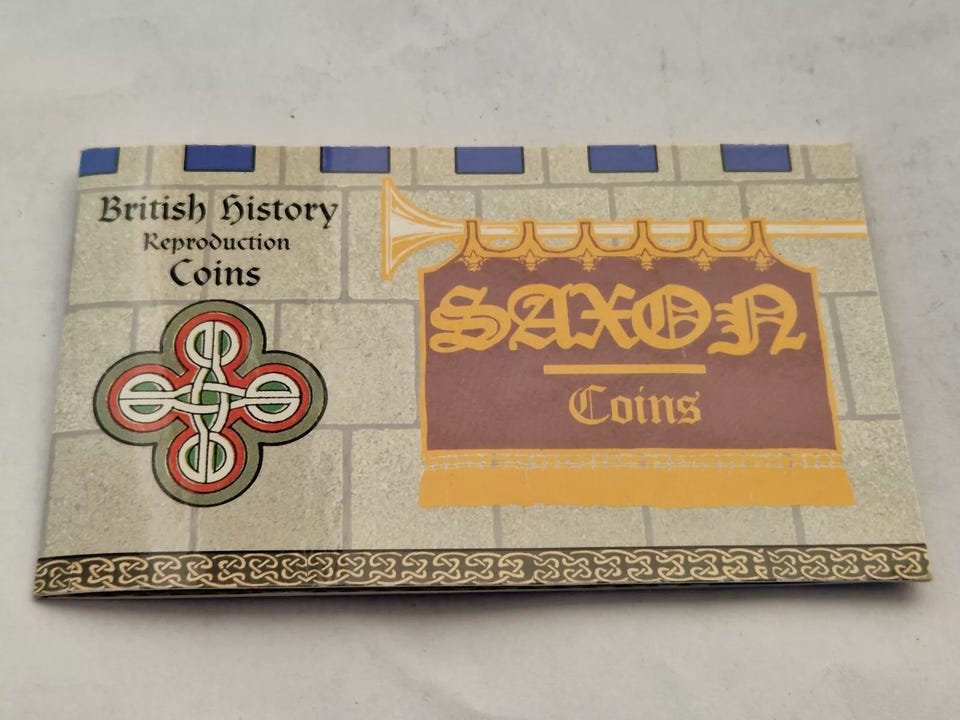 British History
Reproduction
Coins
SAXON
Coins